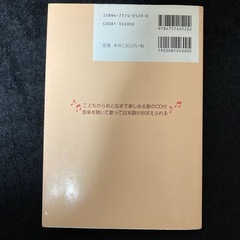 ISBN4-7574-0520-0
C0081 ¥2600E
定価 本体2,600円+税
9784757405202
1920081026005
こどもからおとなまで楽しめる歌のCD付
音楽を聞いて歌って日本語がおぼえられる